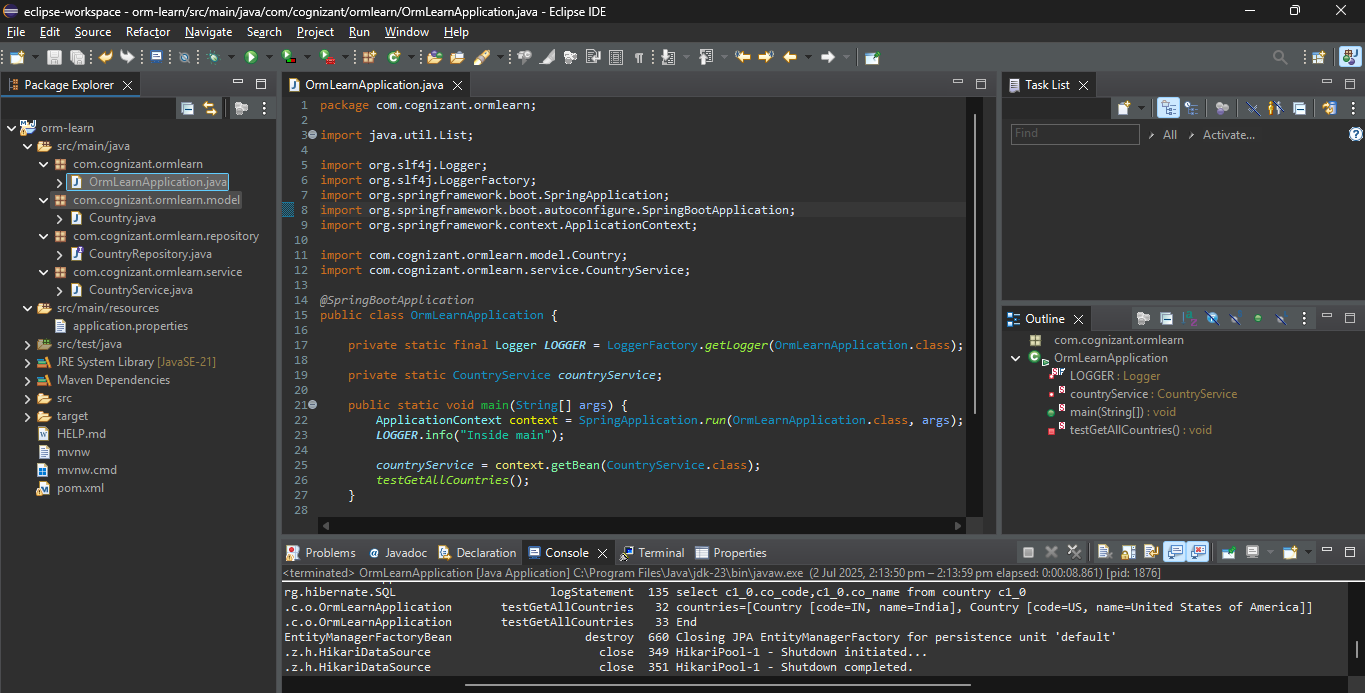 eclipse-workspace - orm-learn/src/main/java/com/cognizant/ormlearn/OrmLearnApplication.java - Eclipse IDE
File Edit Source Refactor Navigate Search Project Run Window Help
Package Explorer
orm-learn
src/main/java
com.cognizant.ormlearn
OrmLearnApplication.java
com.cognizant.ormlearn.model
Country.java
com.cognizant.ormlearn.repository
CountryRepository.java
com.cognizant.ormlearn.service
CountryService.java
src/main/resources
application.properties
src/test/java
JRE System Library [JavaSE-21]
Maven Dependencies
src
target
HELP.md
mvnw
mvnw.cmd
pom.xml
OrmLearnApplication.java
1 package com.cognizant.ormlearn;
2
3 import java.util.List;
4
5 import org.slf4j.Logger;
6 import org.slf4j.LoggerFactory;
7 import org.springframework.boot.SpringApplication;
8 import org.springframework.boot.autoconfigure.SpringBootApplication;
9 import org.springframework.context.ApplicationContext;
10
11 import com.cognizant.ormlearn.model.Country;
12 import com.cognizant.ormlearn.service.CountryService;
13
14 @SpringBootApplication
15 public class OrmLearnApplication {
16
17 private static final Logger LOGGER = LoggerFactory.getLogger(OrmLearnApplication.class);
18
19 private static CountryService countryService;
20
21 public static void main(String[] args) {
22 ApplicationContext context = SpringApplication.run(OrmLearnApplication.class, args);
23 LOGGER.info("Inside main");
24
25 countryService = context.getBean(CountryService.class);
26 testGetAllCountries();
27 }
28
Task List
Find All Activate...
Outline
com.cognizant.ormlearn
OrmLearnApplication
LOGGER : Logger
countryService : CountryService
main(String[]) : void
testGetAllCountries() : void
Problems Javadoc Declaration Console Terminal Properties
<terminated> OrmLearnApplication [Java Application] C:\Program Files\Java\jdk-23\bin\javaw.exe (2 Jul 2025, 2:13:50 pm – 2:13:59 pm elapsed: 0:00:08.861) [pid: 1876]
rg.hibernate.SQL logStatement 135 select c1_0.co_code,c1_0.co_name from country c1_0
.c.o.OrmLearnApplication testGetAllCountries 32 countries=[Country [code=IN, name=India], Country [code=US, name=United States of America]]
.c.o.OrmLearnApplication testGetAllCountries 33 End
EntityManagerFactoryBean destroy 660 Closing JPA EntityManagerFactory for persistence unit 'default'
.z.h.HikariDataSource close 349 HikariPool-1 - Shutdown initiated...
.z.h.HikariDataSource close 351 HikariPool-1 - Shutdown completed.